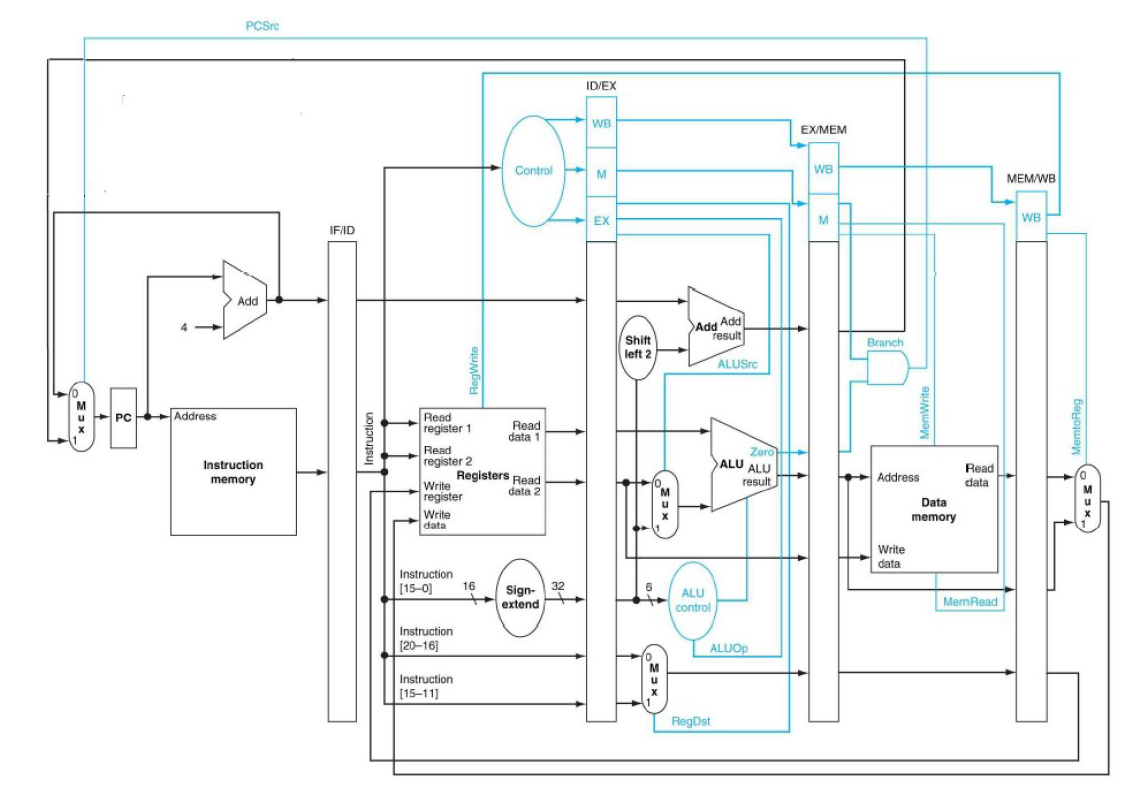 PCSrc
ID/EX
WB
EX/MEM
Control
M
WB
MEM/WB
EX
M
WB
IF/ID
Add
4
Shift
left 2
Add
Add
result
RegWrite
ALUSrc
Branch
0
M
u
x
1
PC
Address
Instruction
memory
Instruction
Read
register 1
Read
register 2
Write
register
Write
data
Registers
Read
data 1
Read
data 2
0
M
u
x
1
ALU
Zero
ALU
result
MemWrite
Address
Read
data
Data
memory
Write
data
MemtoReg
0
M
u
x
1
Instruction
[15–0]
16
Sign-
extend
32
6
ALU
control
MemRead
Instruction
[20–16]
ALUOp
0
M
u
x
1
Instruction
[15–11]
RegDst